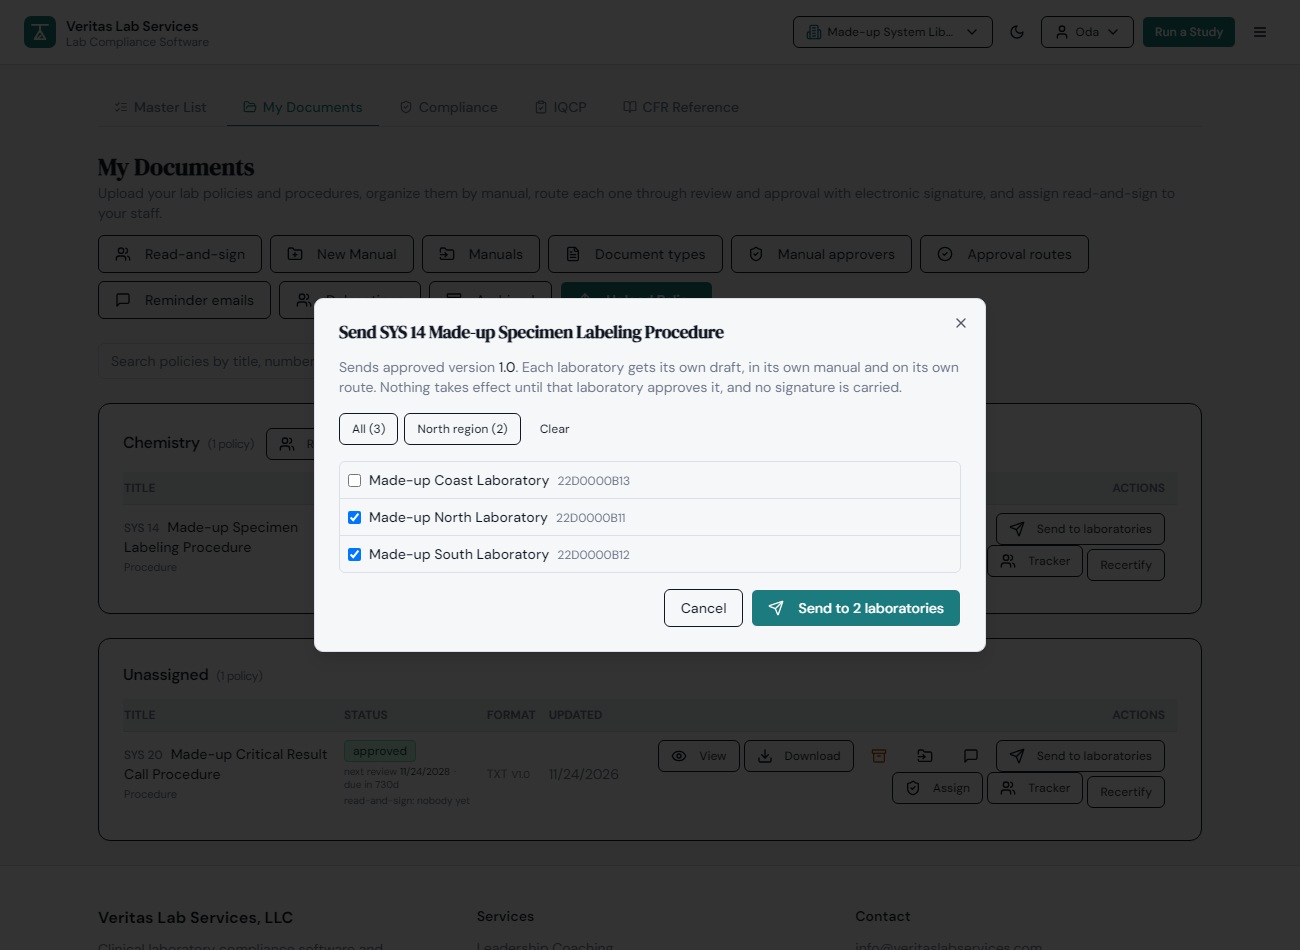 Veritas Lab Services
Lab Compliance Software
Made-up System Lib...
Oda
Run a Study
Master List
My Documents
Compliance
IQCP
CFR Reference
My Documents
Upload your lab policies and procedures, organize them by manual, route each one through review and approval with electronic signature, and assign read-and-sign to
your staff.
Read-and-sign
New Manual
Manuals
Document types
Manual approvers
Approval routes
Reminder emails
Search policies by title, number
Send SYS 14 Made-up Specimen Labeling Procedure
Sends approved version 1.0. Each laboratory gets its own draft, in its own manual and on its own
route. Nothing takes effect until that laboratory approves it, and no signature is carried.
All (3)
North region (2)
Clear
Made-up Coast Laboratory 22D0000B13
Made-up North Laboratory 22D0000B11
Made-up South Laboratory 22D0000B12
Cancel
Send to 2 laboratories
Chemistry (1 policy)
R
TITLE
ACTIONS
SYS 14 Made-up Specimen
Labeling Procedure
Procedure
Send to laboratories
Tracker
Recertify
Unassigned (1 policy)
TITLE STATUS FORMAT UPDATED ACTIONS
SYS 20 Made-up Critical Result
Call Procedure
Procedure
approved
next review 11/24/2028 ·
due in 730d
read-and-sign: nobody yet
TXT V1.0
11/24/2026
View
Download
Send to laboratories
Assign
Tracker
Recertify
Veritas Lab Services, LLC
Services
Contact
Clinical laboratory compliance software and
Leadership Coaching
info@veritaslabservices.com